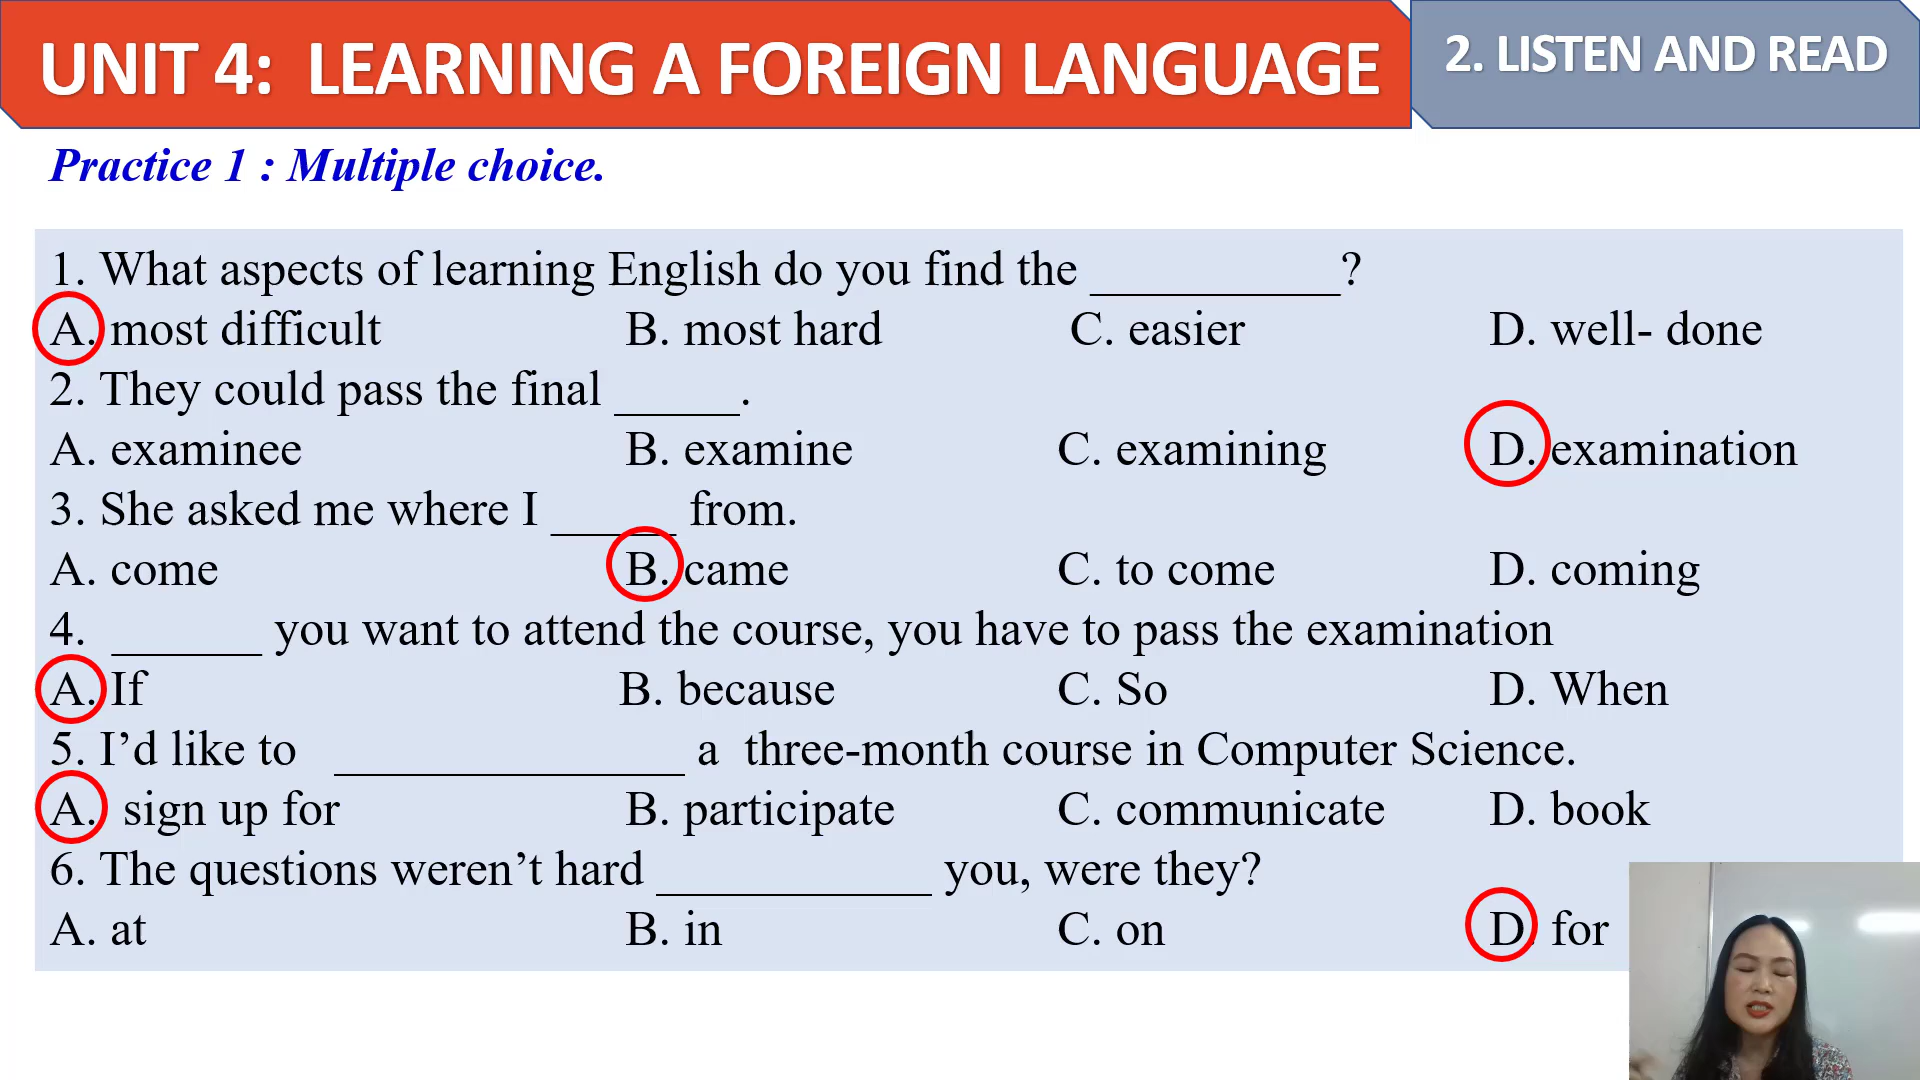 UNIT 4: LEARNING A FOREIGN LANGUAGE
2. LISTEN AND READ
Practice 1 : Multiple choice.
1. What aspects of learning English do you find the __________?
A. most difficult B. most hard C. easier D. well- done
2. They could pass the final _____.
A. examinee B. examine C. examining D. examination
3. She asked me where I _____ from.
A. come B. came C. to come D. coming
4. ______ you want to attend the course, you have to pass the examination
A. If B. because C. So D. When
5. I’d like to ______________ a three-month course in Computer Science.
A. sign up for B. participate C. communicate D. book
6. The questions weren’t hard ___________ you, were they?
A. at B. in C. on D. for